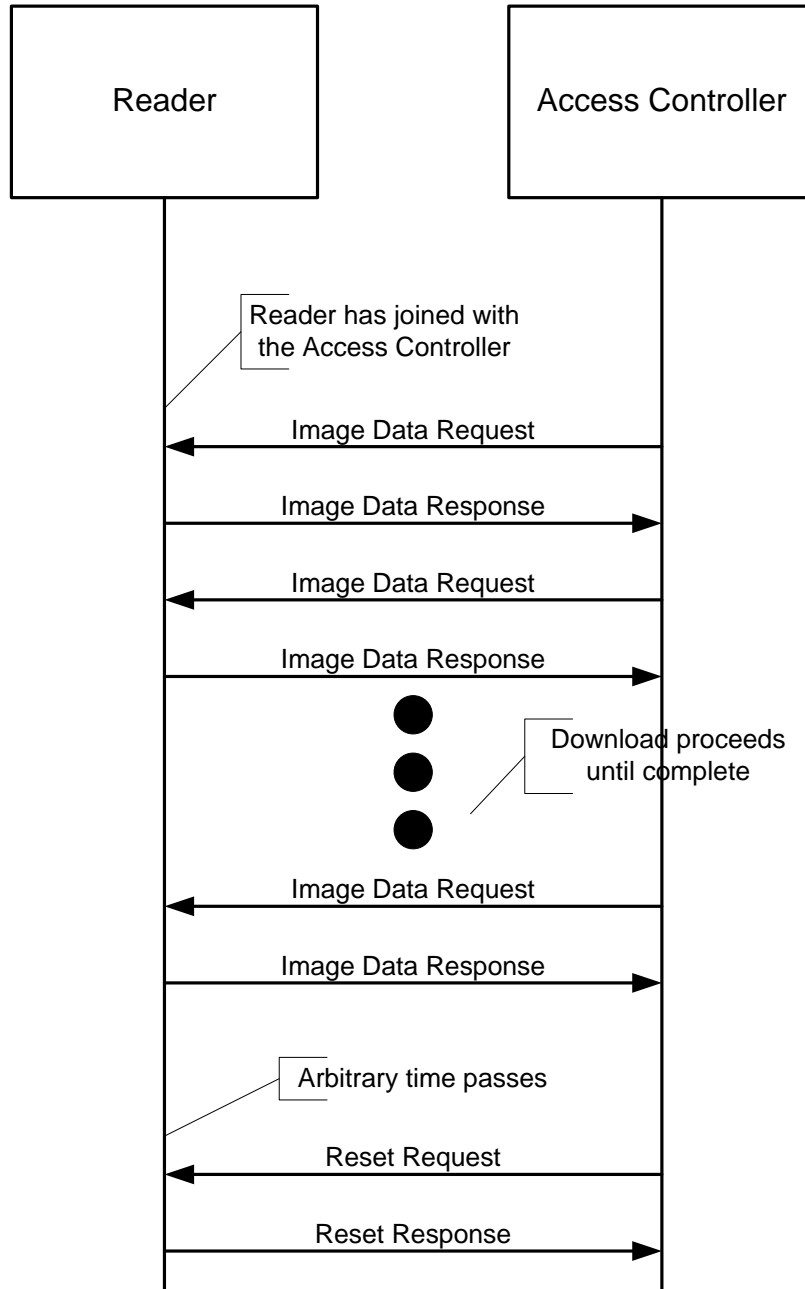 Reader
Access Controller
Reader has joined with
the Access Controller
Image Data Request
Image Data Response
Image Data Request
Image Data Response
Download proceeds
until complete
Image Data Request
Image Data Response
Arbitrary time passes
Reset Request
Reset Response